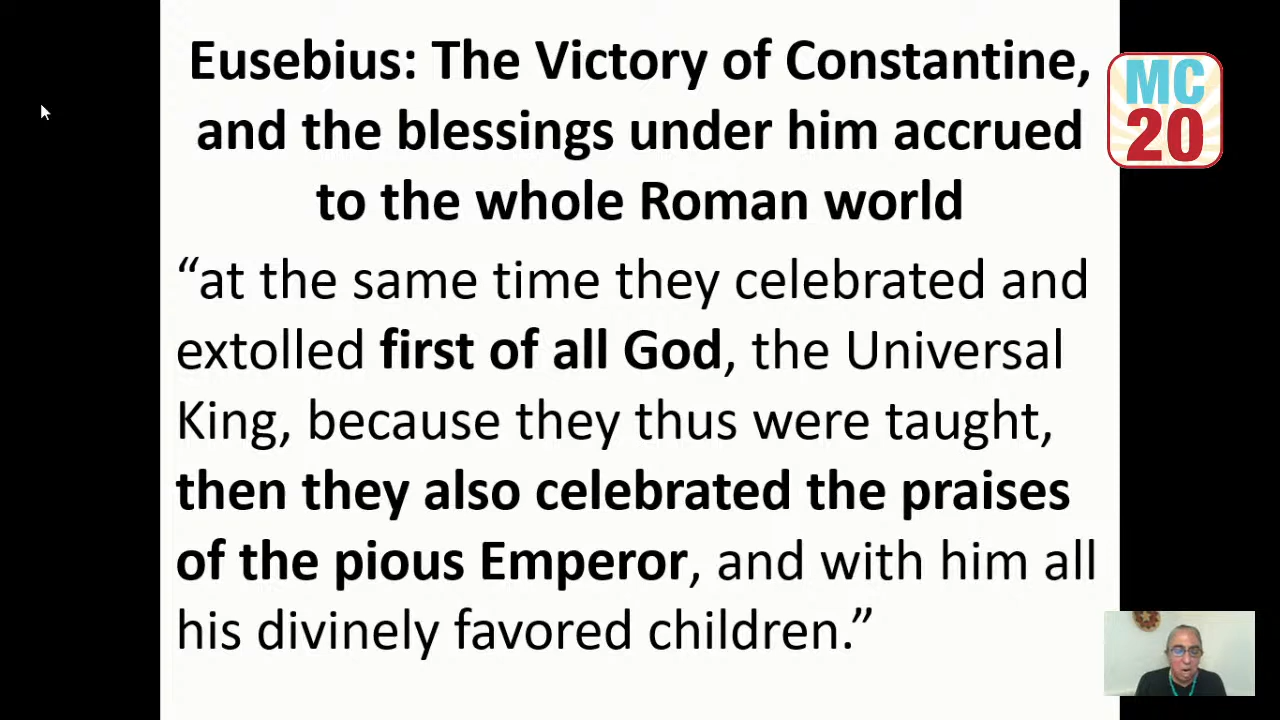 Eusebius: The Victory of Constantine,
and the blessings under him accrued
to the whole Roman world
“at the same time they celebrated and
extolled first of all God, the Universal
King, because they thus were taught,
then they also celebrated the praises
of the pious Emperor, and with him all
his divinely favored children.”
MC
20